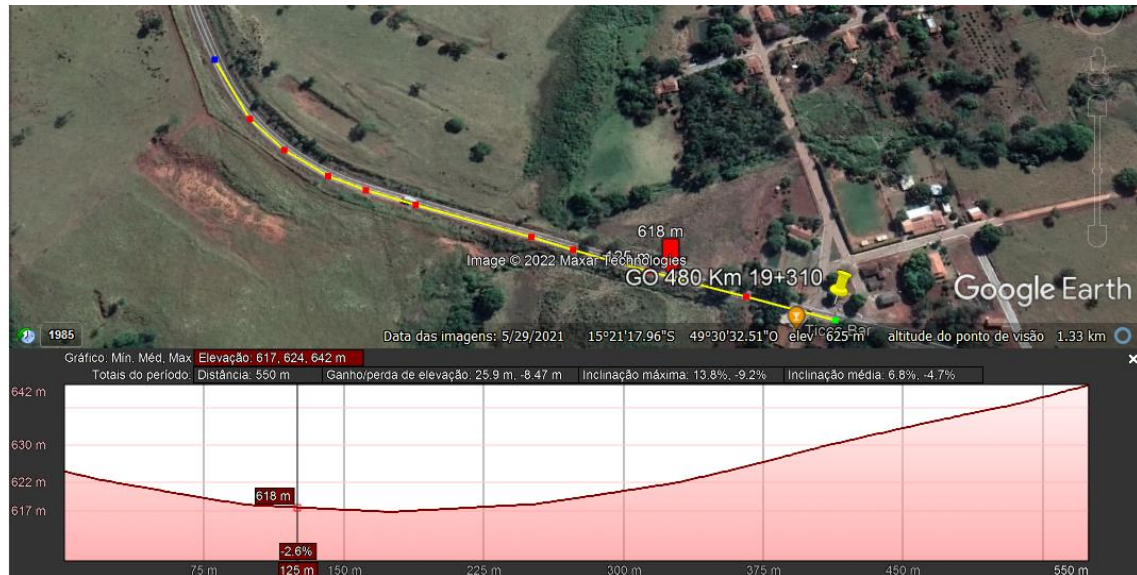 618 m
125 m
Image © 2022 Maxar Technologies
GO 480 Km 19+310
Google Earth
1985
Data das imagens: 5/29/2021 15°21'17.96"S 49°30'32.51"O elev 625 m altitude do ponto de visão 1.33 km
Gráfico: Mín. Méd, Max Elevação: 617, 624, 642 m
Totais do período: Distância: 550 m Ganho/perda de elevação: 25.9 m, -8.47 m Inclinação máxima: 13.8%, -9.2% Inclinação média: 6.8%, -4.7%
642 m
630 m
622 m
618 m
617 m
-2.6%
75 m 125 m 150 m 225 m 300 m 375 m 450 m 550 m